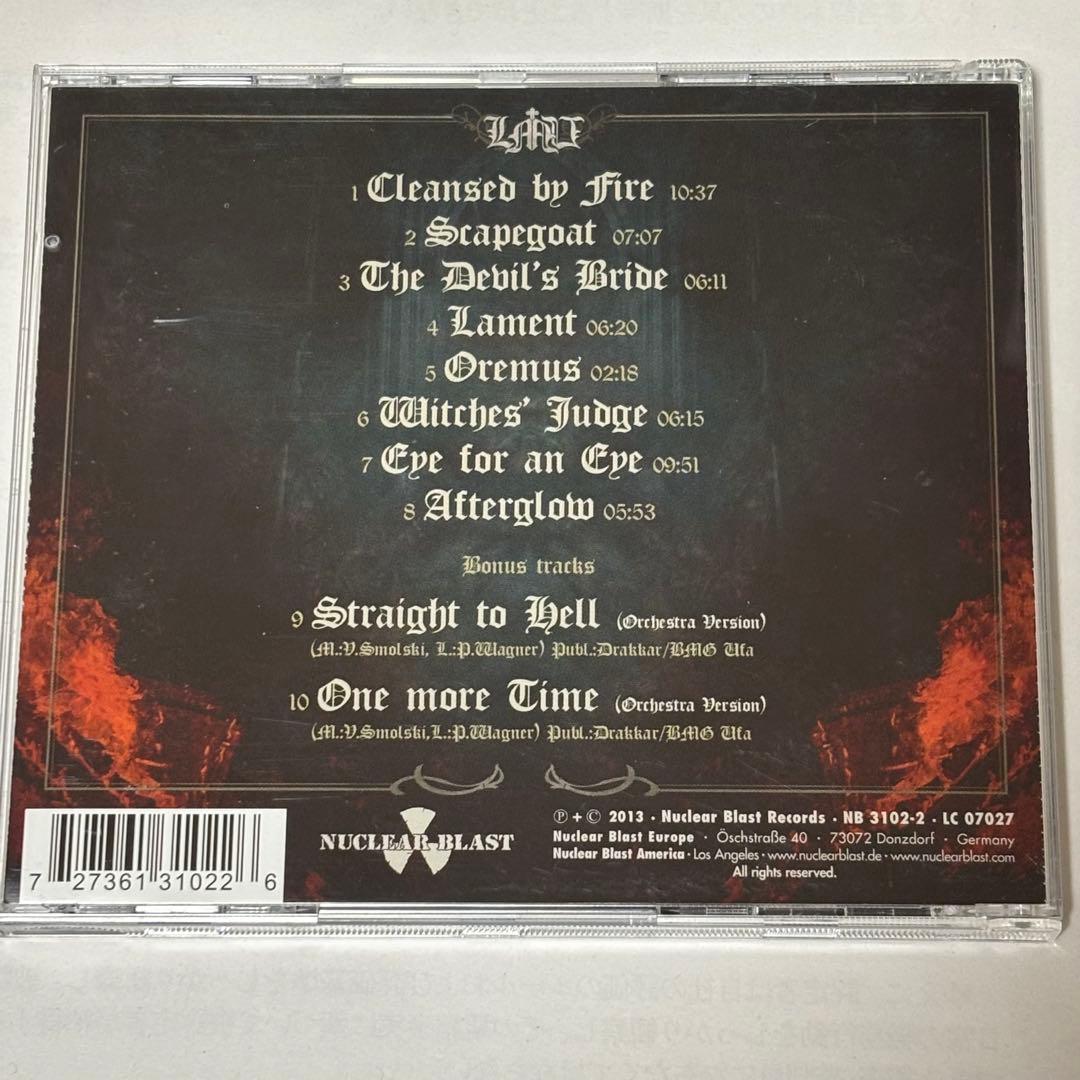 LMO
1 Cleansed by Fire 10:37
2 Scapegoat 07:07
3 The Devil's Bride 06:11
4 Lament 06:20
5 Oremus 02:18
6 Witches' Judge 06:15
7 Eye for an Eye 09:51
8 Afterglow 05:53
Bonus tracks
9 Straight to Hell (Orchestra Version)
(M.:V.Smolski, L.:P.Wagner) Publ.:Drakkar/BMG Ufa
10 One more Time (Orchestra Version)
(M.:V.Smolski,L.:P.Wagner) Publ.:Drakkar/BMG Ufa
7 27361 31022 6
NUCLEAR BLAST
℗ + © 2013 · Nuclear Blast Records · NB 3102-2 · LC 07027
Nuclear Blast Europe · Öschstraße 40 · 73072 Donzdorf · Germany
Nuclear Blast America · Los Angeles · www.nuclearblast.de · www.nuclearblast.com
All rights reserved.